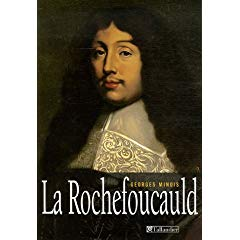 GEORGES MINOIS
La Rochefoucauld
Tallandier